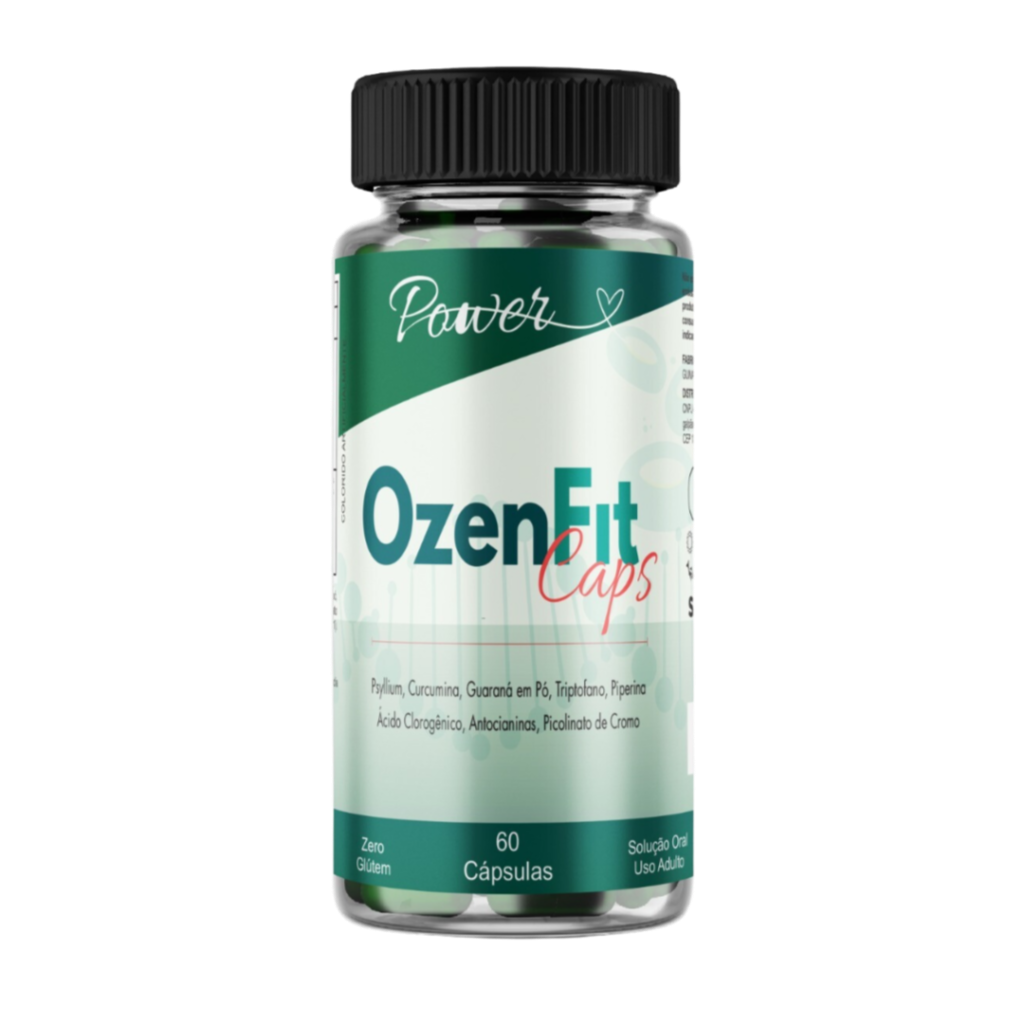 Power
OzenFit
Caps
Psyllium, Curcumina, Guaraná em Pó, Triptofano, Piperina
Ácido Clorogênico, Antocianinas, Picolinato de Cromo
Zero
Glútem
60
Cápsulas
Solução Oral
Uso Adulto
COLORIDO